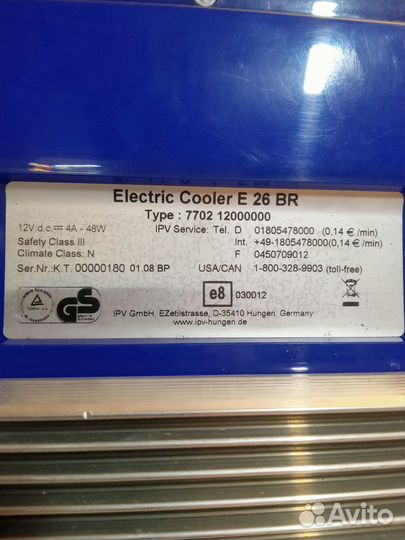 Electric Cooler E 26 BR
Type : 7702 12000000
12V d.c. 4A - 48W IPV Service: Tel. D 01805478000 (0,14 € /min)
Safety Class III Int. +49-1805478000 (0,14 € /min)
Climate Class: N F 0450709012
Ser.Nr.: K.T. 00000180 01.08 BP USA/CAN 1-800-328-9903 (toll-free)
GS
e8 030012
IPV GmbH, EZetilstrasse, D-35410 Hungen, Germany
www.ipv-hungen.de
Avito